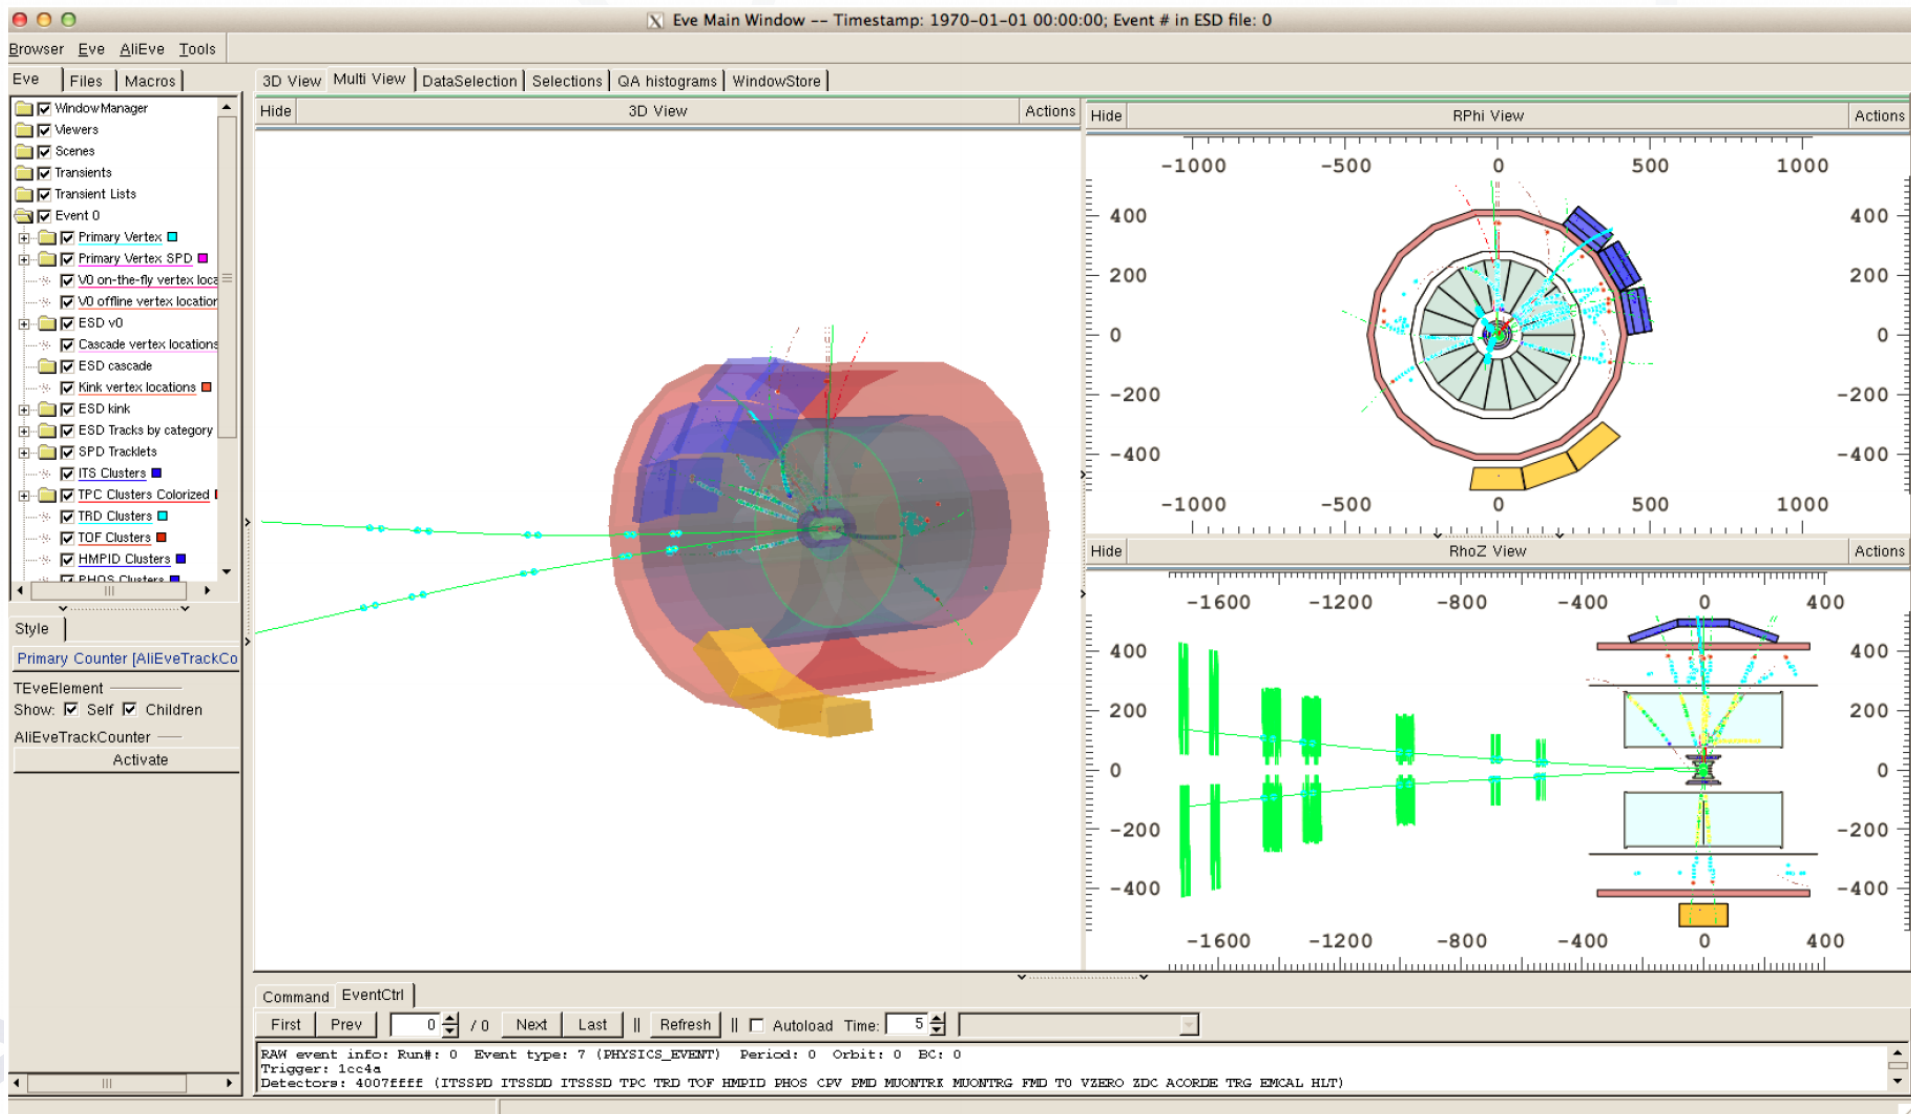 Eve Main Window -- Timestamp: 1970-01-01 00:00:00; Event # in ESD file: 0
Browser Eve AliEve Tools
Eve Files Macros
3D View Multi View DataSelection Selections QA histograms WindowStore
WindowManager
Viewers
Scenes
Transients
Transient Lists
Event 0
Primary Vertex
Primary Vertex SPD
V0 on-the-fly vertex loca
V0 offline vertex location
ESD v0
Cascade vertex locations
ESD cascade
Kink vertex locations
ESD kink
ESD Tracks by category
SPD Tracklets
ITS Clusters
TPC Clusters Colorized
TRD Clusters
TOF Clusters
HMPID Clusters
PHOS Clusters
Style
Primary Counter [AliEveTrackCo
TEveElement
Show: Self Children
AliEveTrackCounter
Activate
Hide 3D View Actions
Hide RPhi View Actions
-1000 -500 0 500 1000
400 400
200 200
0 0
-200 -200
-400 -400
-1000 -500 0 500 1000
Hide RhoZ View Actions
-1600 -1200 -800 -400 0 400
400 400
200 200
0 0
-200 -200
-400 -400
-1600 -1200 -800 -400 0 400
Command EventCtrl
First Prev 0 / 0 Next Last || Refresh || Autoload Time: 5
RAW event info: Run#: 0 Event type: 7 (PHYSICS_EVENT) Period: 0 Orbit: 0 BC: 0
Trigger: 1cc4a
Detectors: 4007ffff (ITSSPD ITSSDD ITSSSD TPC TRD TOF HMPID PHOS CPV PMD MUONTRK MUONTRG FMD T0 VZERO ZDC ACORDE TRG EMCAL HLT)